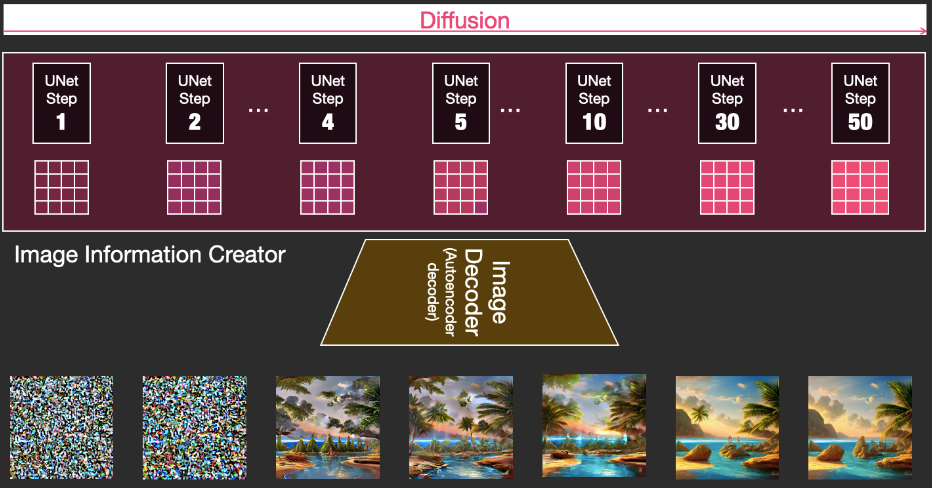 Diffusion
UNet
Step
1
UNet
Step
2
...
UNet
Step
4
UNet
Step
5
...
UNet
Step
10
...
UNet
Step
30
...
UNet
Step
50
Image Information Creator
Image
Decoder
(Autoencoder
decoder)